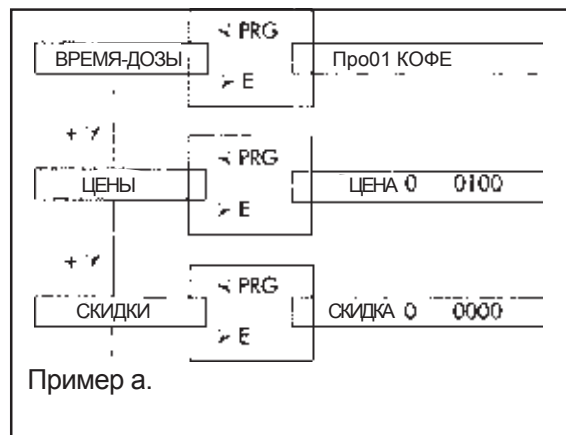 < PRG
ВРЕМЯ-ДОЗЫ Про01 КОФЕ
> E
+
< PRG
ЦЕНЫ ЦЕНА 0 0100
> E
+
< PRG
СКИДКИ СКИДКА 0 0000
> E
Пример а.